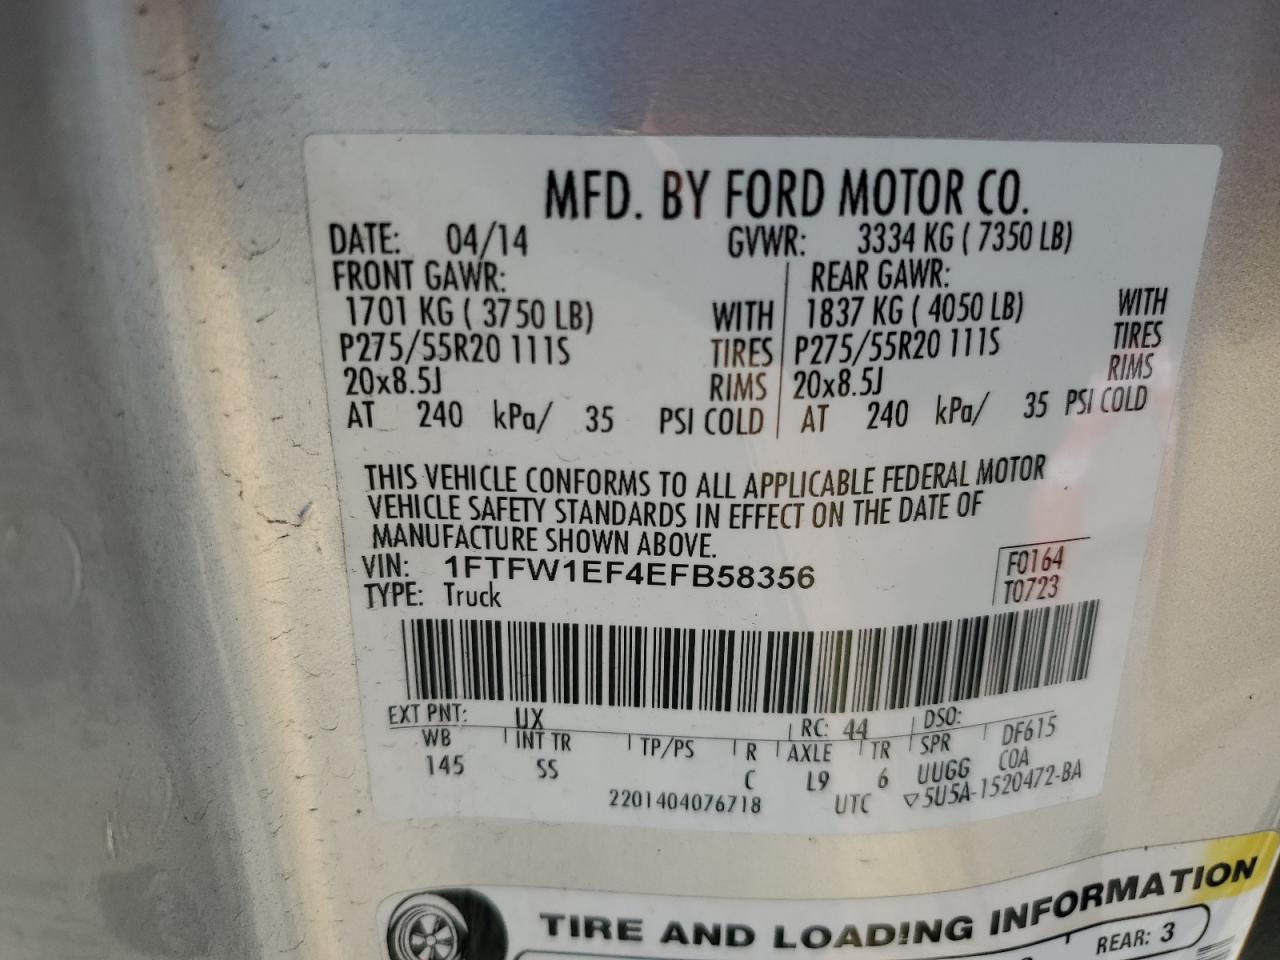 MFD. BY FORD MOTOR CO.
DATE: 04/14 GVWR: 3334 KG ( 7350 LB)
FRONT GAWR: REAR GAWR:
1701 KG ( 3750 LB) WITH 1837 KG ( 4050 LB) WITH
P275/55R20 111S TIRES P275/55R20 111S TIRES
20x8.5J RIMS 20x8.5J RIMS
AT 240 kPa/ 35 PSI COLD AT 240 kPa/ 35 PSI COLD
THIS VEHICLE CONFORMS TO ALL APPLICABLE FEDERAL MOTOR
VEHICLE SAFETY STANDARDS IN EFFECT ON THE DATE OF
MANUFACTURE SHOWN ABOVE.
VIN: 1FTFW1EF4EFB58356 F0164
TYPE: Truck T0723
EXT PNT: UX RC: 44 DSO: DF615
WB INT TR TP/PS R AXLE TR SPR COA
145 SS C L9 6 UUGG
2201404076718 UTC ▽5U5A-1520472-BA
TIRE AND LOADING INFORMATION
REAR: 3